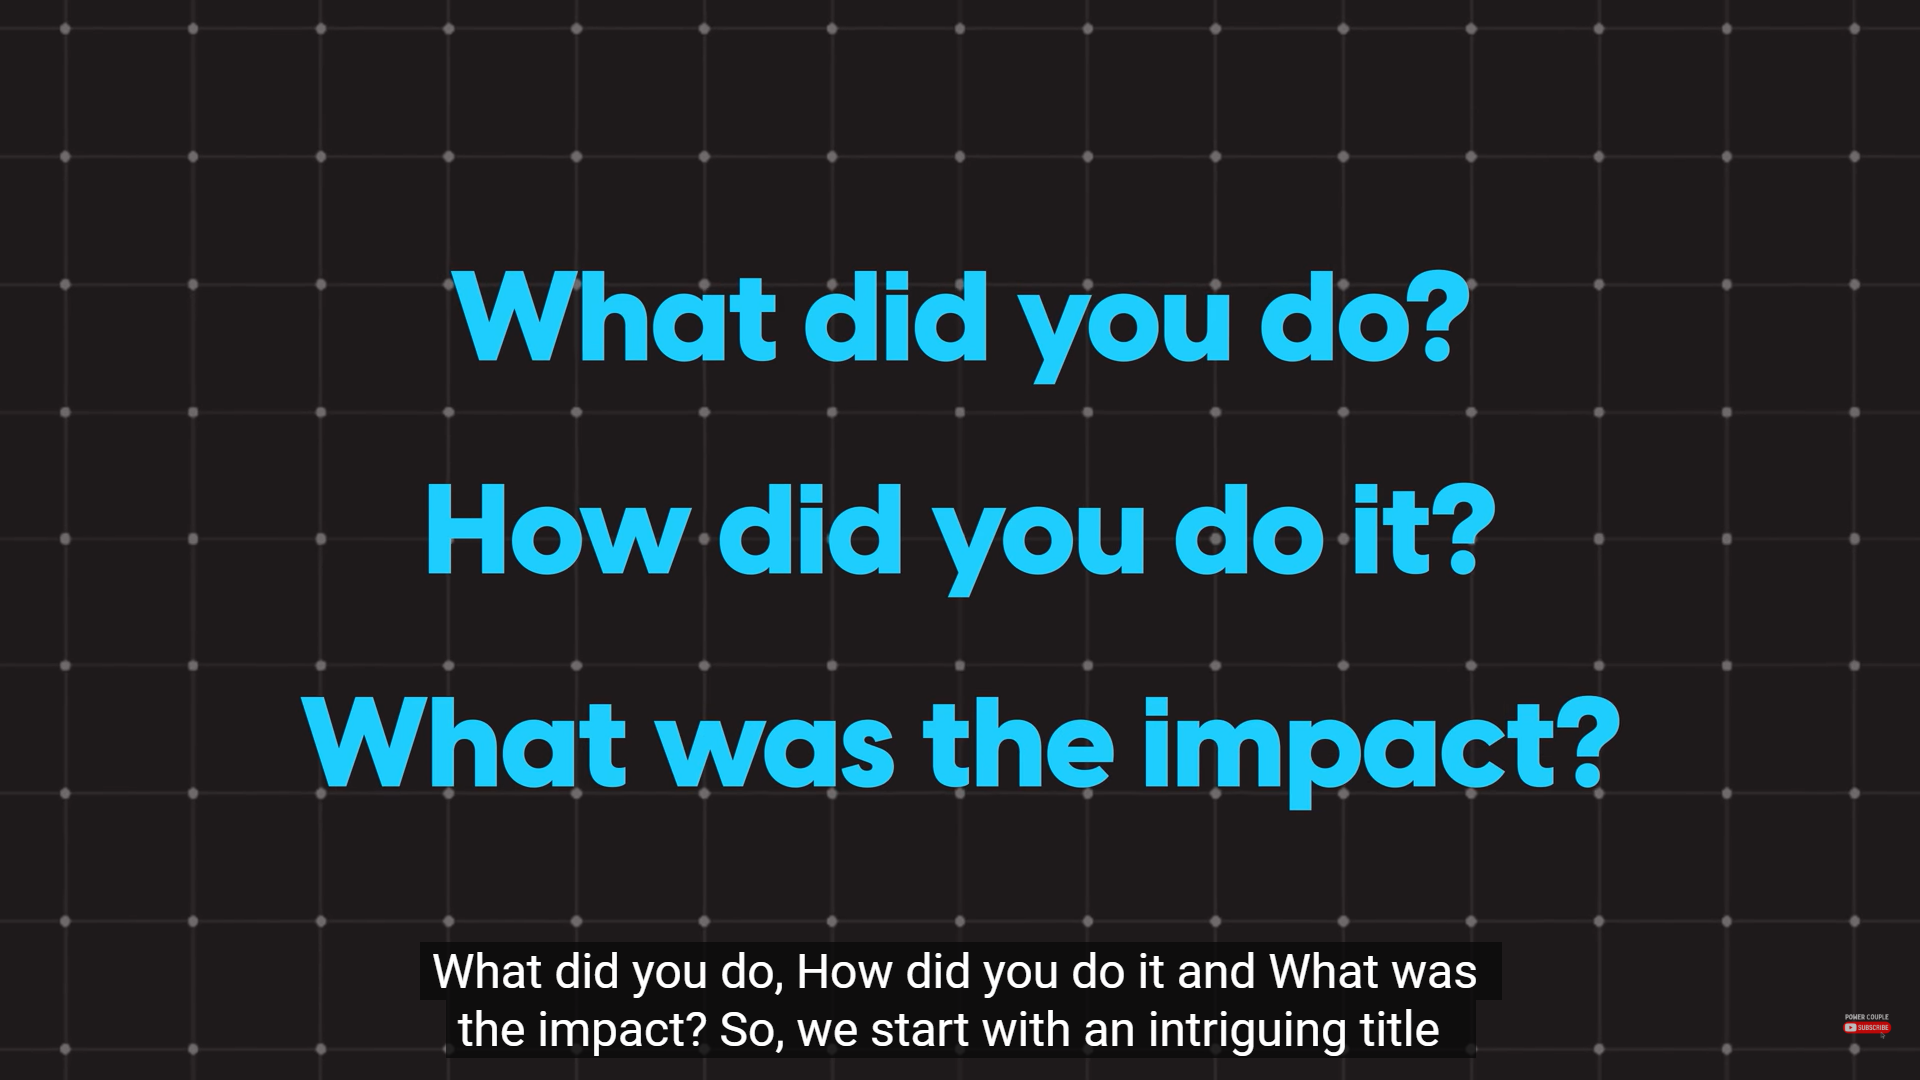 What did you do?
How did you do it?
What was the impact?
What did you do, How did you do it and What was
the impact? So, we start with an intriguing title
POWER COUPLE
SUBSCRIBE